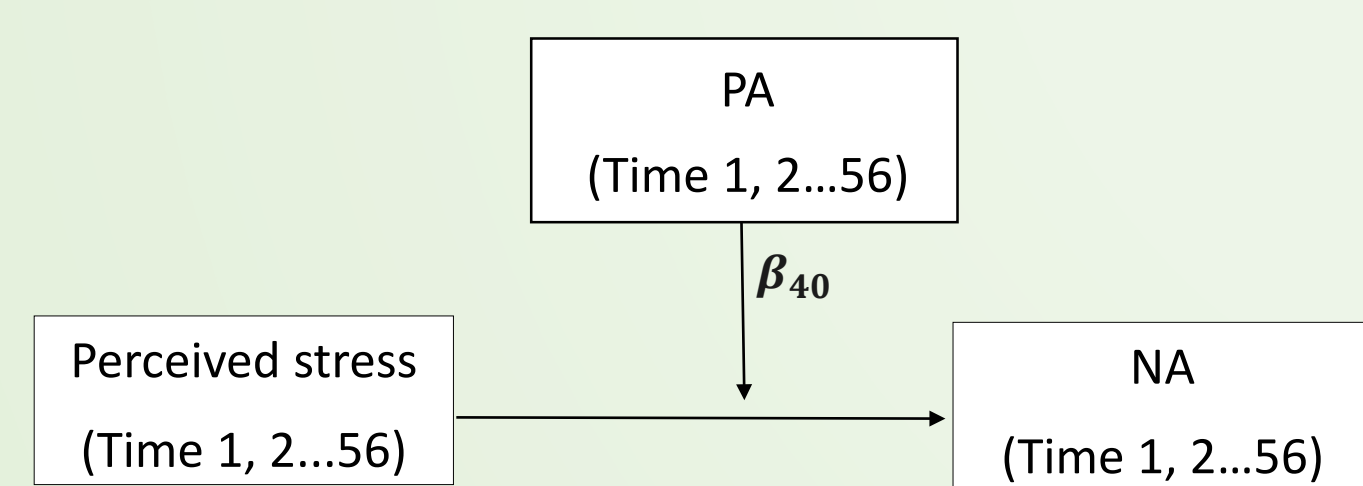 PA
(Time 1, 2…56)
β₄₀
Perceived stress
(Time 1, 2...56)
NA
(Time 1, 2…56)